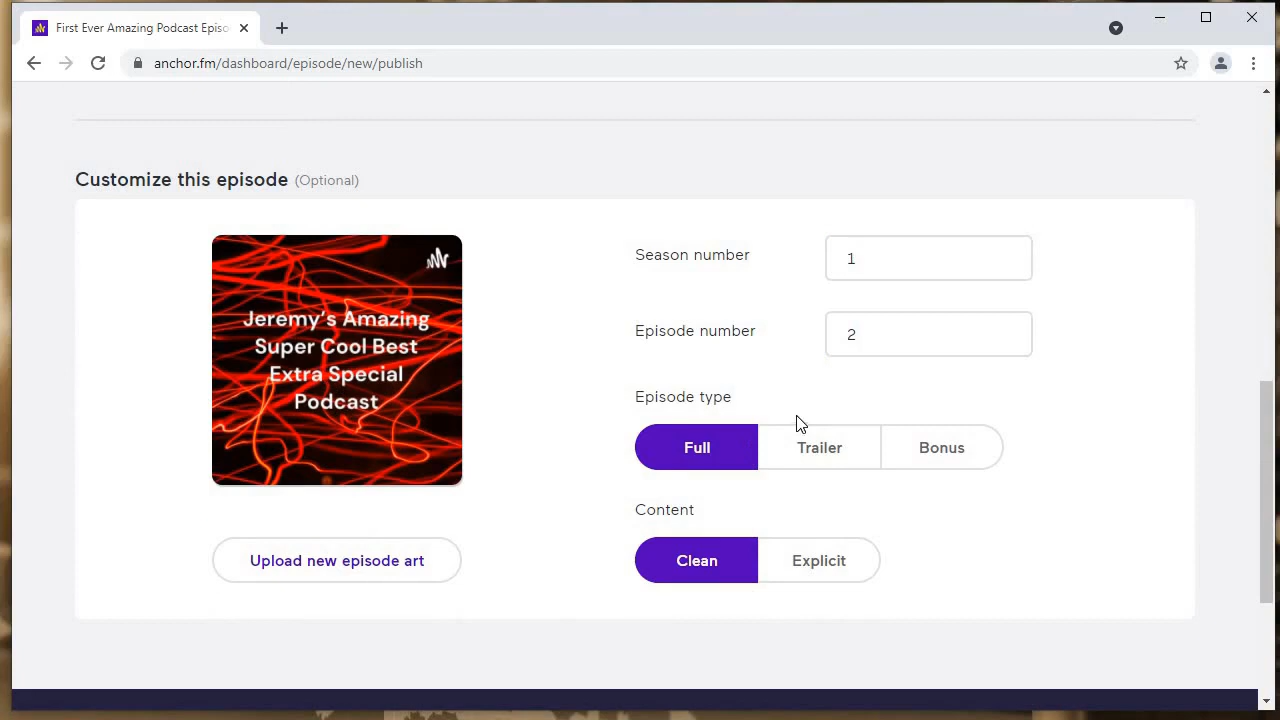 First Ever Amazing Podcast Episo
anchor.fm/dashboard/episode/new/publish
Customize this episode (Optional)
Jeremy's Amazing
Super Cool Best
Extra Special
Podcast
Upload new episode art
Season number 1
Episode number 2
Episode type
Full Trailer Bonus
Content
Clean Explicit